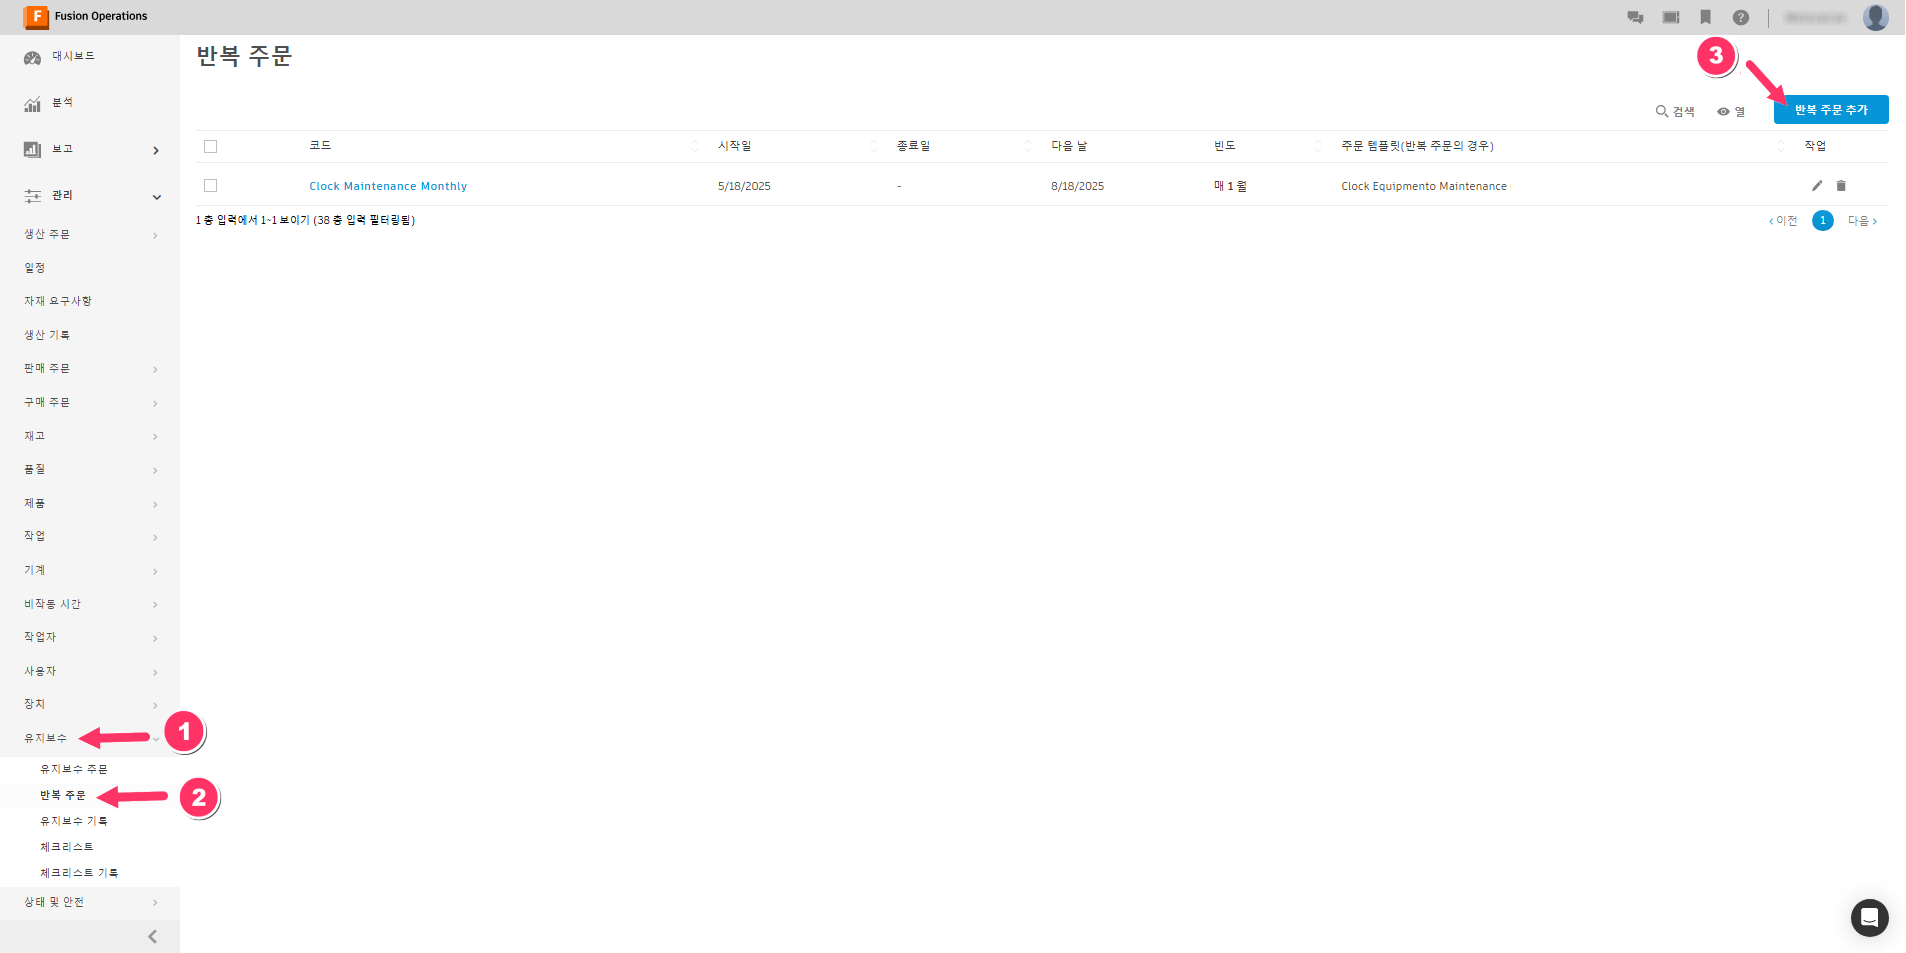 F Fusion Operations
?
대시보드
분석
보고
관리
생산 주문
일정
자재 요구사항
생산 기록
판매 주문
구매 주문
재고
품질
제품
작업
기계
비작동 시간
작업자
사용자
장치
유지보수
유지보수 주문
반복 주문
유지보수 기록
체크리스트
체크리스트 기록
상태 및 안전
1
2
반복 주문
3
검색 열 반복 주문 추가
코드 시작일 종료일 다음 날 빈도 주문 템플릿(반복 주문의 경우) 작업
Clock Maintenance Monthly 5/18/2025 - 8/18/2025 매 1 월 Clock Equipmento Maintenance
1 총 입력에서 1~1 보이기 (38 총 입력 필터링됨)
이전 1 다음